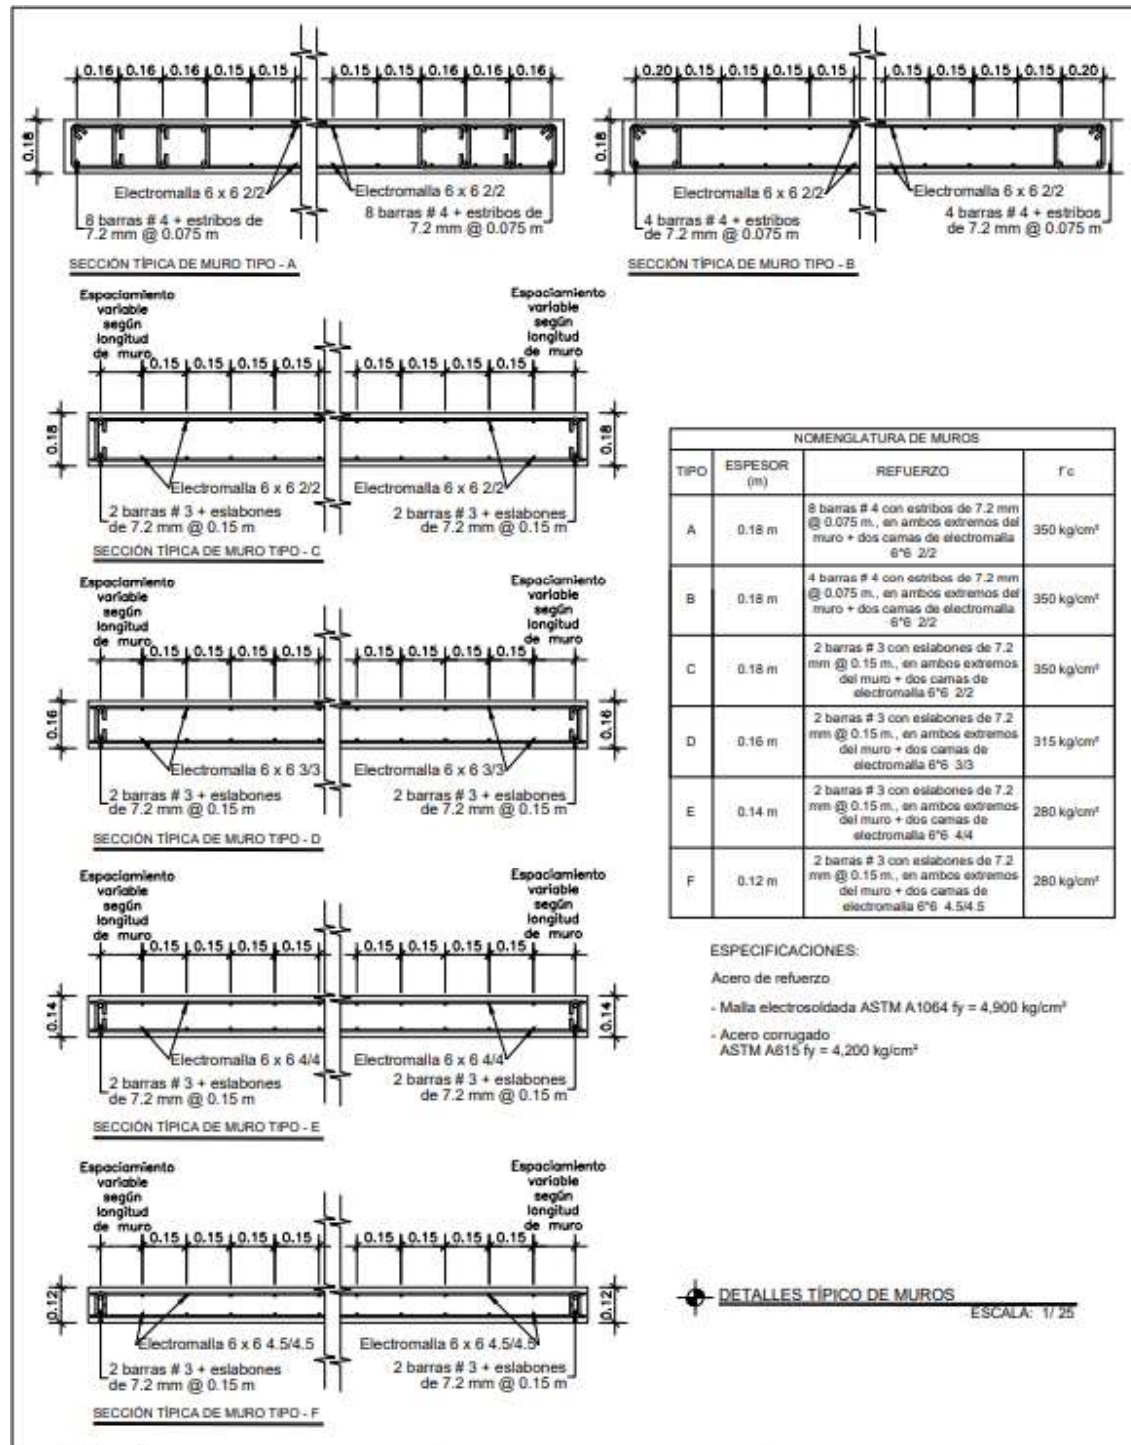 0.16 0.16 0.16 0.15 0.15
0.15 0.15 0.16 0.16 0.16
0.18
Electromalla 6 x 6 2/2
Electromalla 6 x 6 2/2
8 barras # 4 + estribos de
7.2 mm @ 0.075 m
8 barras # 4 + estribos de
7.2 mm @ 0.075 m
SECCIÓN TÍPICA DE MURO TIPO - A
0.20 0.15 0.15 0.15 0.15
0.15 0.15 0.15 0.15 0.20
0.18
Electromalla 6 x 6 2/2
Electromalla 6 x 6 2/2
4 barras # 4 + estribos
de 7.2 mm @ 0.075 m
4 barras # 4 + estribos
de 7.2 mm @ 0.075 m
SECCIÓN TÍPICA DE MURO TIPO - B
Espaciamiento
variable
según
longitud
de muro
Espaciamiento
variable
según
longitud
de muro
0.15 0.15 0.15 0.15
0.15 0.15 0.15 0.15
0.18
0.18
Electromalla 6 x 6 2/2
Electromalla 6 x 6 2/2
2 barras # 3 + eslabones
de 7.2 mm @ 0.15 m
2 barras # 3 + eslabones
de 7.2 mm @ 0.15 m
SECCIÓN TÍPICA DE MURO TIPO - C
Espaciamiento
variable
según
longitud
de muro
Espaciamiento
variable
según
longitud
de muro
0.15 0.15 0.15 0.15
0.15 0.15 0.15 0.15
0.16
0.16
Electromalla 6 x 6 3/3
Electromalla 6 x 6 3/3
2 barras # 3 + eslabones
de 7.2 mm @ 0.15 m
2 barras # 3 + eslabones
de 7.2 mm @ 0.15 m
SECCIÓN TÍPICA DE MURO TIPO - D
Espaciamiento
variable
según
longitud
de muro
Espaciamiento
variable
según
longitud
de muro
0.15 0.15 0.15 0.15
0.15 0.15 0.15 0.15
0.14
0.14
Electromalla 6 x 6 4/4
Electromalla 6 x 6 4/4
2 barras # 3 + eslabones
de 7.2 mm @ 0.15 m
2 barras # 3 + eslabones
de 7.2 mm @ 0.15 m
SECCIÓN TÍPICA DE MURO TIPO - E
Espaciamiento
variable
según
longitud
de muro
Espaciamiento
variable
según
longitud
de muro
0.15 0.15 0.15 0.15
0.15 0.15 0.15 0.15
0.12
0.12
Electromalla 6 x 6 4.5/4.5
Electromalla 6 x 6 4.5/4.5
2 barras # 3 + eslabones
de 7.2 mm @ 0.15 m
2 barras # 3 + eslabones
de 7.2 mm @ 0.15 m
SECCIÓN TÍPICA DE MURO TIPO - F
NOMENGLATURA DE MUROS
TIPO ESPESOR (m) REFUERZO f'c
8 barras # 4 con estribos de 7.2 mm
@ 0.075 m., en ambos extremos del
A 0.18 m muro + dos camas de electromalla 350 kg/cm²
6*6 2/2
4 barras # 4 con estribos de 7.2 mm
@ 0.075 m., en ambos extremos del
B 0.18 m muro + dos camas de electromalla 350 kg/cm²
6*6 2/2
2 barras # 3 con eslabones de 7.2
mm @ 0.15 m., en ambos extremos
C 0.18 m del muro + dos camas de 350 kg/cm²
electromalla 6*6 2/2
2 barras # 3 con eslabones de 7.2
mm @ 0.15 m., en ambos extremos
D 0.16 m del muro + dos camas de 315 kg/cm²
electromalla 6*6 3/3
2 barras # 3 con eslabones de 7.2
mm @ 0.15 m., en ambos extremos
E 0.14 m del muro + dos camas de 280 kg/cm²
electromalla 6*6 4/4
2 barras # 3 con eslabones de 7.2
mm @ 0.15 m., en ambos extremos
F 0.12 m del muro + dos camas de 280 kg/cm²
electromalla 6*6 4.5/4.5
ESPECIFICACIONES:
Acero de refuerzo
- Malla electrosoldada ASTM A1064 fy = 4,900 kg/cm²
- Acero corrugado
ASTM A615 fy = 4,200 kg/cm²
DETALLES TÍPICO DE MUROS
ESCALA: 1/ 25